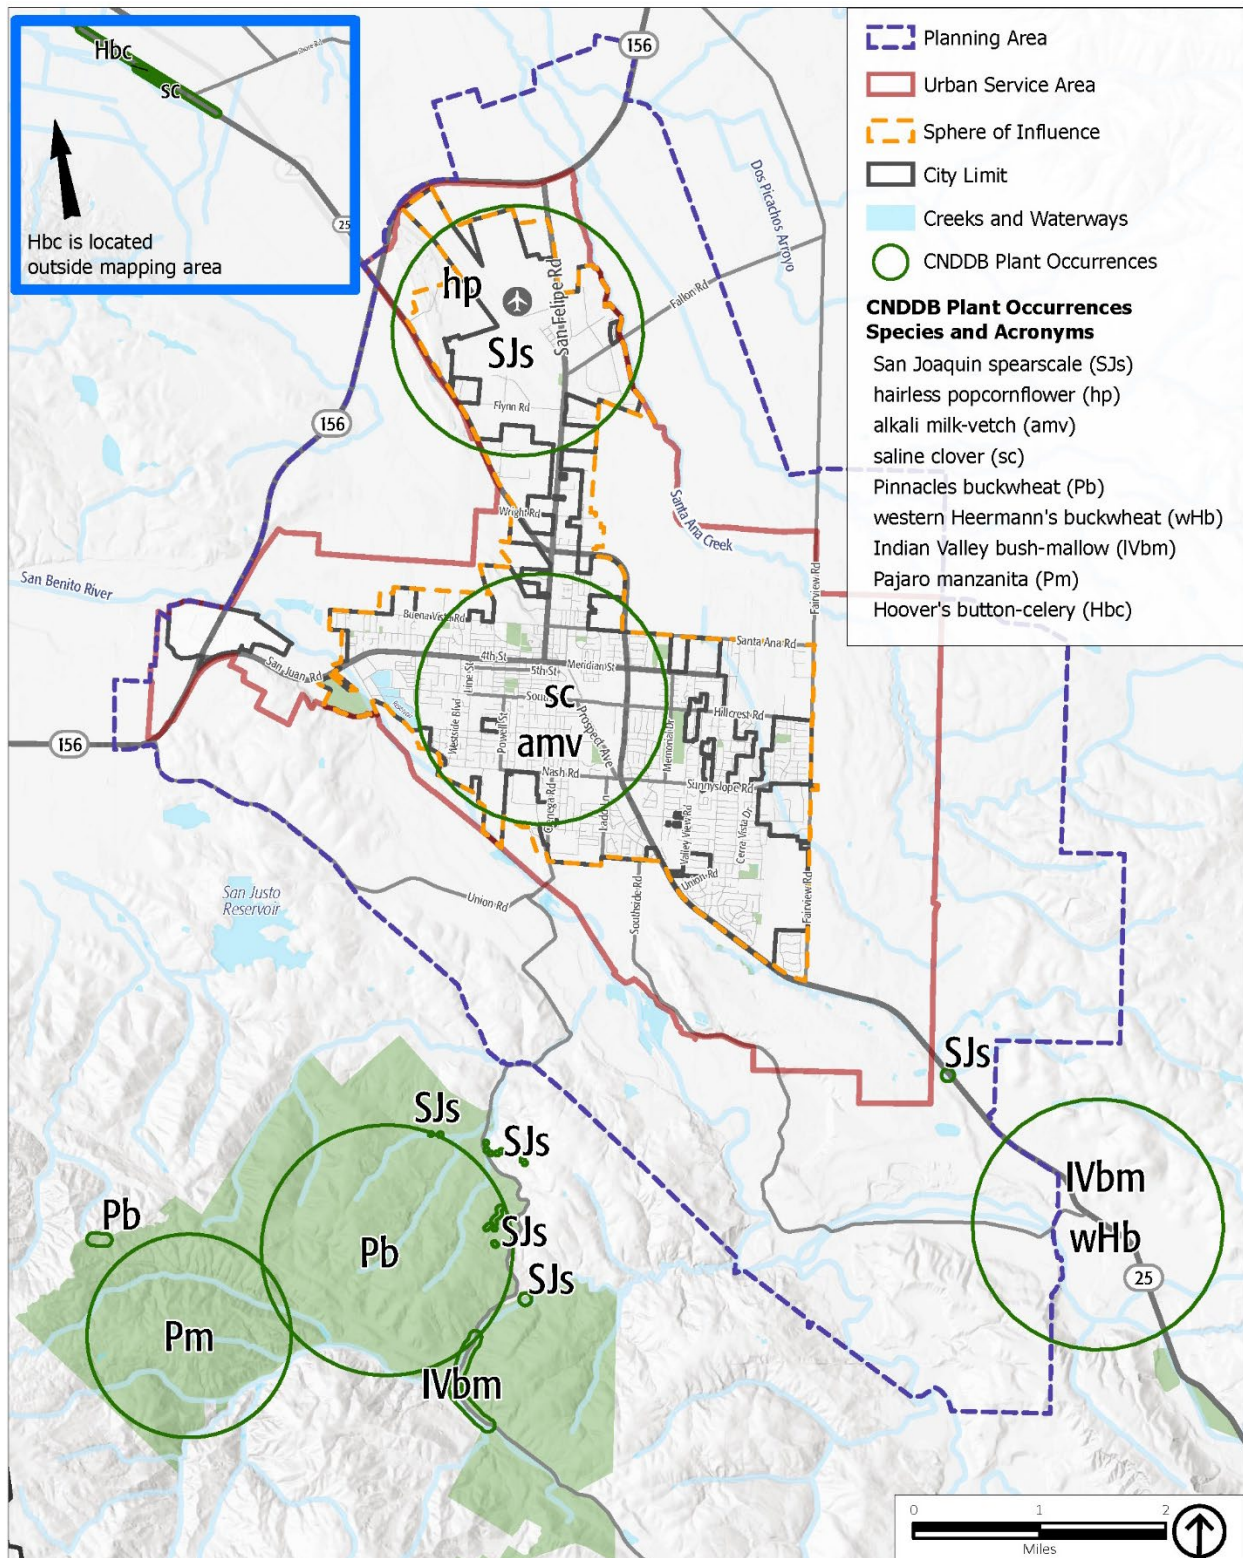 Hbc
sc
Shore Rd
25
25
Hbc is located
outside mapping area
156
Planning Area
Urban Service Area
Sphere of Influence
City Limit
Creeks and Waterways
CNDDB Plant Occurrences
CNDDB Plant Occurrences
Species and Acronyms
San Joaquin spearscale (SJs)
hairless popcornflower (hp)
alkali milk-vetch (amv)
saline clover (sc)
Pinnacles buckwheat (Pb)
western Heermann's buckwheat (wHb)
Indian Valley bush-mallow (IVbm)
Pajaro manzanita (Pm)
Hoover's button-celery (Hbc)
Dos Picachos Arroyo
hp
SJs
San Felipe Rd
Fallon Rd
Flynn Rd
156
Wright Rd
Santa Ana Creek
Fairview Rd
San Benito River
Buena Vista Rd
Santa Ana Rd
San Juan Rd
4th St
5th St
Meridian St
Line St
South
sc
Hillcrest Rd
Westside Blvd
Powell St
Prospect Ave
Memorial Dr
amv
156
Nash Rd
Sunnyslope Rd
Ladd Ln
Valley View Rd
Cerra Vista Dr
Union Rd
Fairview Rd
San Justo
Reservoir
Union Rd
Southside Rd
SJs
SJs
SJs
IVbm
Pb
SJs
Pb
wHb
SJs
25
Pm
IVbm
0 1 2
Miles